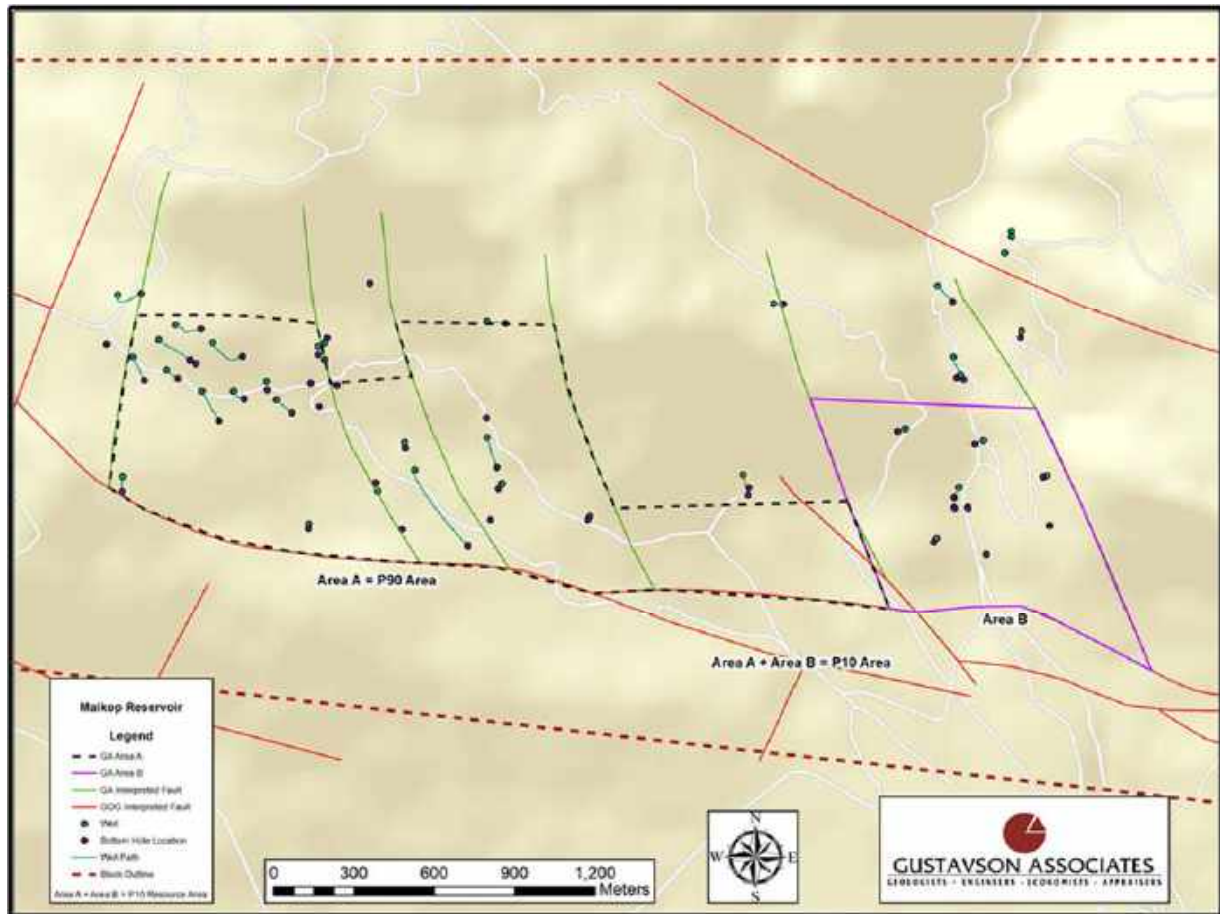 Area A = P90 Area
Area B
Area A + Area B = P10 Area
Maikop Reservoir
Legend
GA Area A
GA Area B
GA Interpreted Fault
GOG Interpreted Fault
Well
Bottom Hole Location
Well Path
Block Outline
Area A + Area B = P10 Resource Area
0 300 600 900 1,200
Meters
N
W E
S
GUSTAVSON ASSOCIATES
GEOLOGISTS - ENGINEERS - ECONOMISTS - APPRAISERS